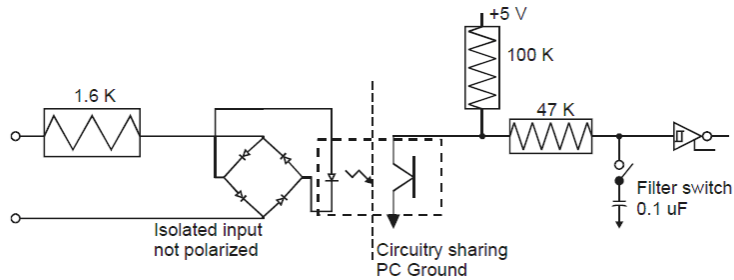 +5 V
100 K
1.6 K
47 K
Isolated input
not polarized
Circuitry sharing
PC Ground
Filter switch
0.1 uF